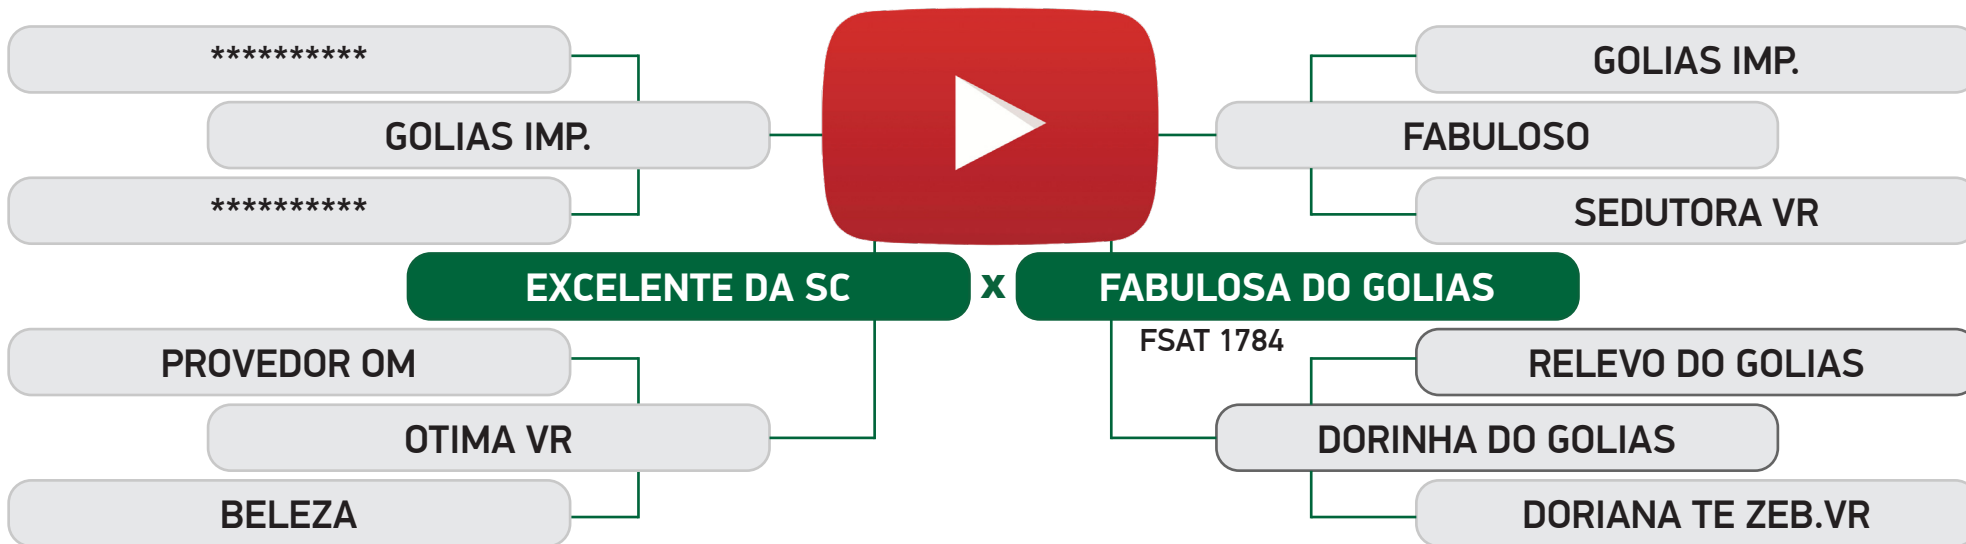 **********
GOLIAS IMP.
GOLIAS IMP.
FABULOSO
**********
SEDUTORA VR
EXCELENTE DA SC x FABULOSA DO GOLIAS
FSAT 1784
PROVEDOR OM
RELEVO DO GOLIAS
OTIMA VR
DORINHA DO GOLIAS
BELEZA
DORIANA TE ZEB.VR